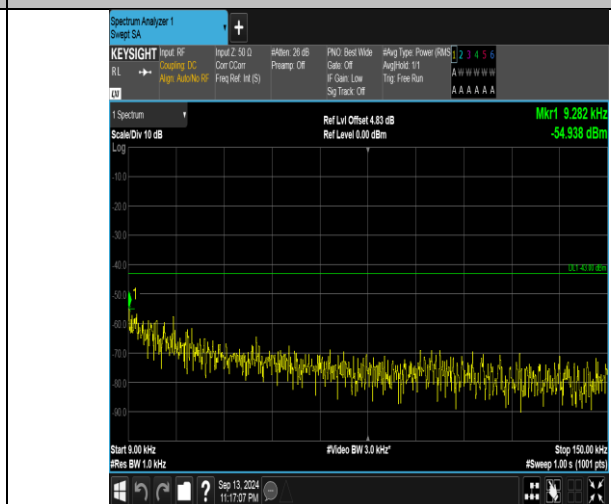 Spectrum Analyzer 1
Swept SA
+
KEYSIGHT Input: RF Input Z: 50 Ω #Atten: 26 dB PNO: Best Wide #Avg Type: Power (RMS 1 2 3 4 5 6
RL Coupling: DC Corr CCorr Preamp: Off Gate: Off Avg|Hold: 1/1 A W W W W W
Align: Auto/No RF Freq Ref: Int (S) IF Gain: Low Trig: Free Run
LXI Sig Track: Off A A A A A A
1 Spectrum Ref Lvl Offset 4.83 dB Mkr1 9.282 kHz
Scale/Div 10 dB Ref Level 0.00 dBm -54.938 dBm
Log
-10.0
-20.0
-30.0
-40.0
DL1 -43.00 dBm
-50.0
1
-60.0
-70.0
-80.0
-90.0
Start 9.00 kHz #Video BW 3.0 kHz* Stop 150.00 kHz
#Res BW 1.0 kHz #Sweep 1.00 s (1001 pts)
? Sep 13, 2024
11:17:07 PM